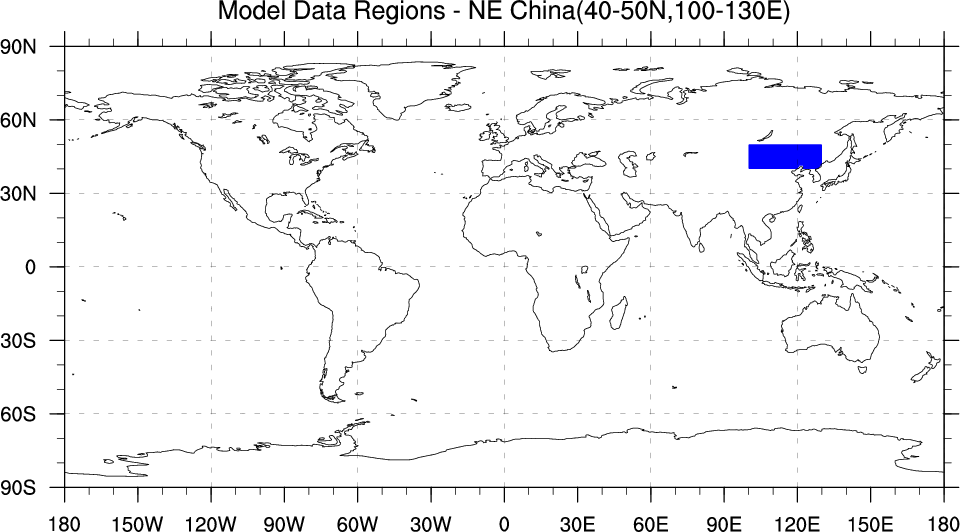 Model Data Regions - NE China(40-50N,100-130E)
90N
60N
30N
0
30S
60S
90S
180 150W 120W 90W 60W 30W 0 30E 60E 90E 120E 150E 180